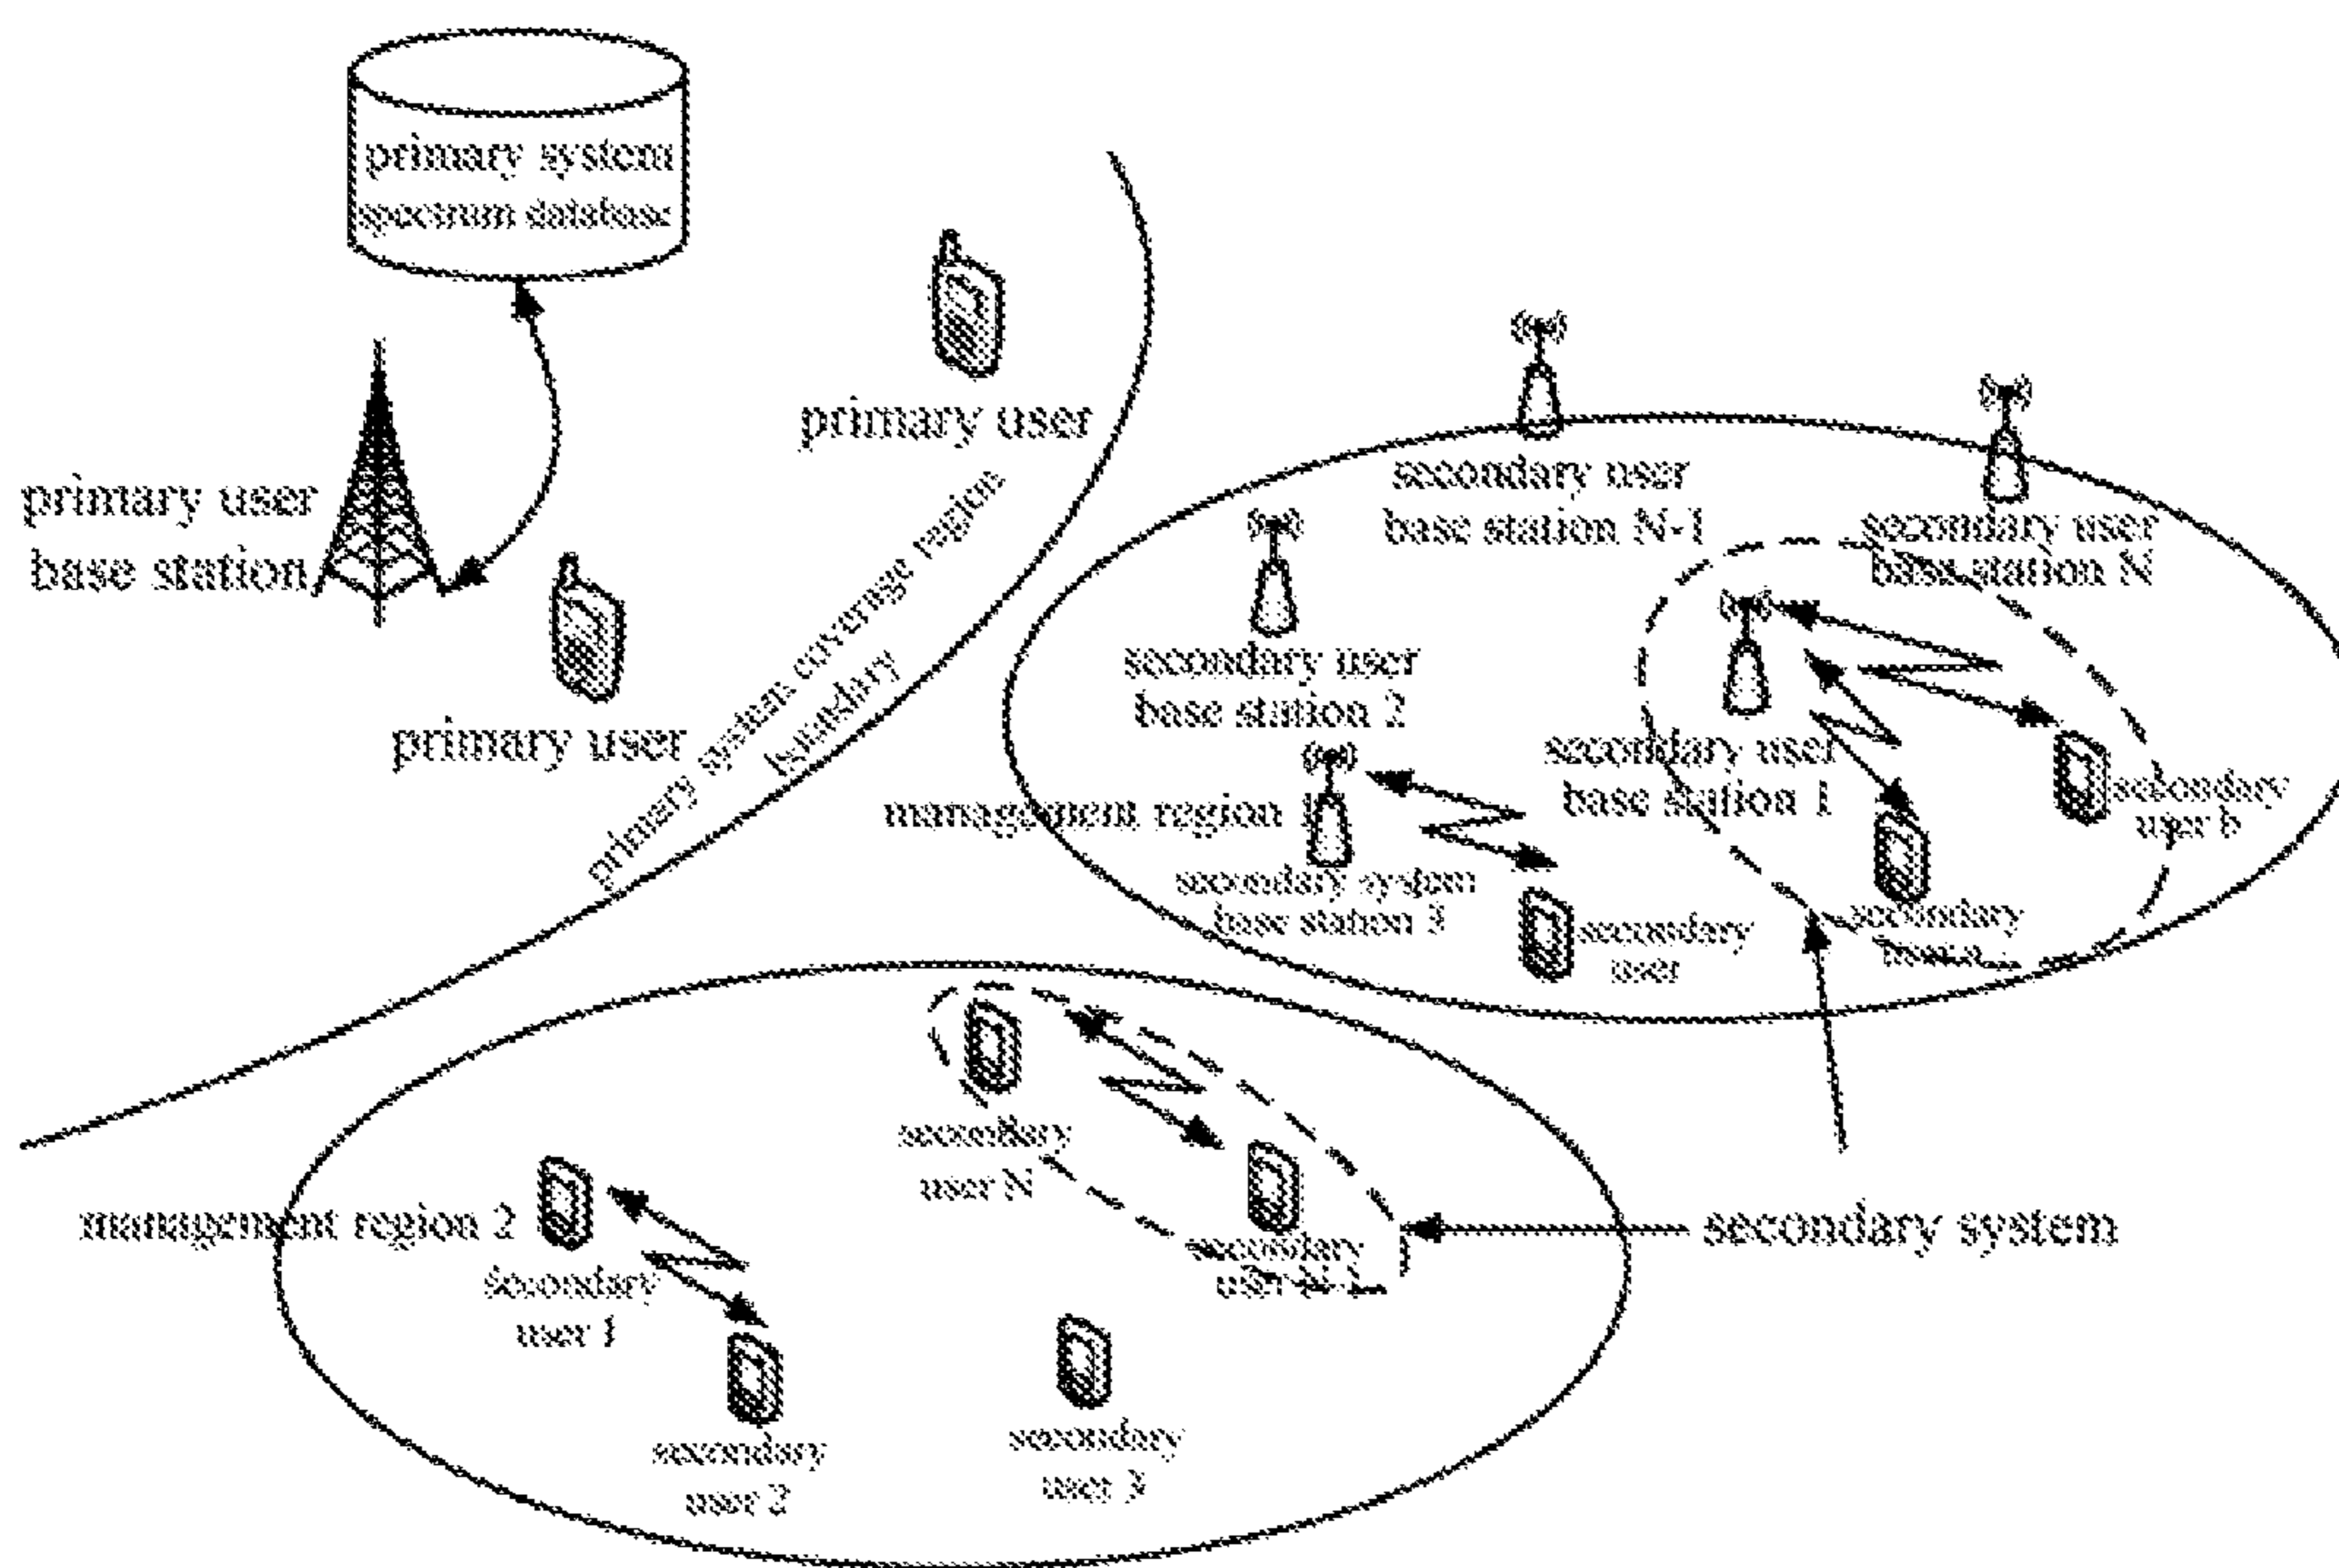 primary system
spectrum database
primary user
base station
primary user
primary user
primary system coverage region
boundary
secondary user
base station N-1
secondary user
base station N
secondary user
base station 2
secondary user
base station 1
management region
secondary system
base station 3
secondary
user
secondary
user b
secondary
user a
secondary
user N
secondary
user N-1
management region 2
secondary
user 1
secondary
user 2
secondary
user 3
secondary system